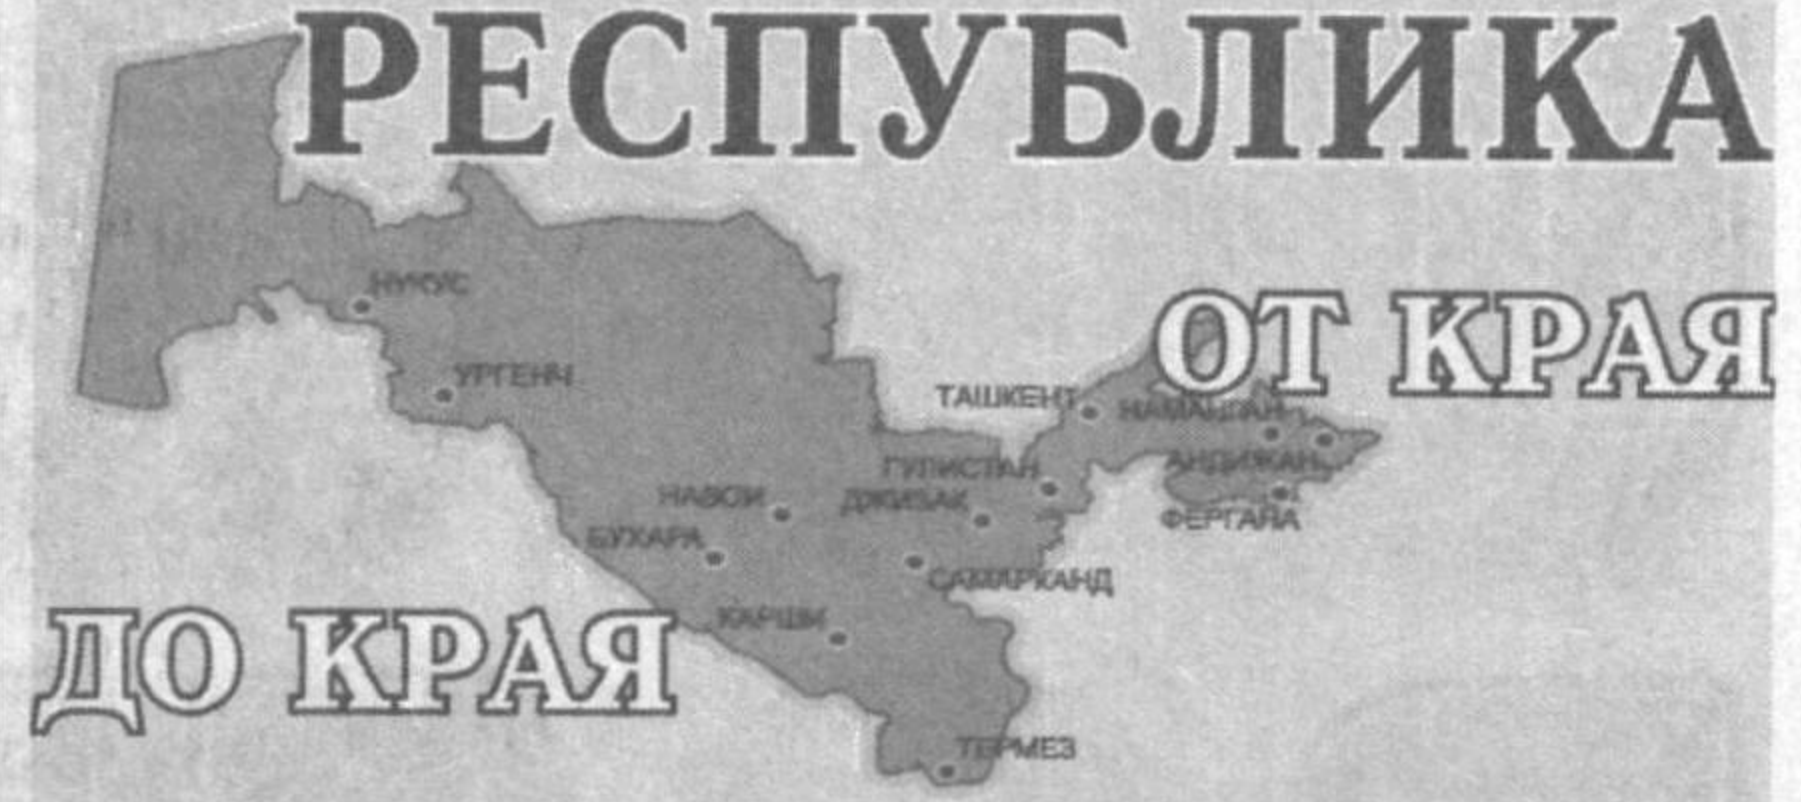 РЕСПУБЛИКА
ОТ КРАЯ
ДО КРАЯ
НУКУС
УРГЕНЧ
ТАШКЕНТ
НАМАНГАН
АНДИЖАН
ФЕРГАНА
ГУЛИСТАН
ДЖИЗАК
НАВОИ
БУХАРА
САМАРКАНД
КАРШИ
ТЕРМЕЗ